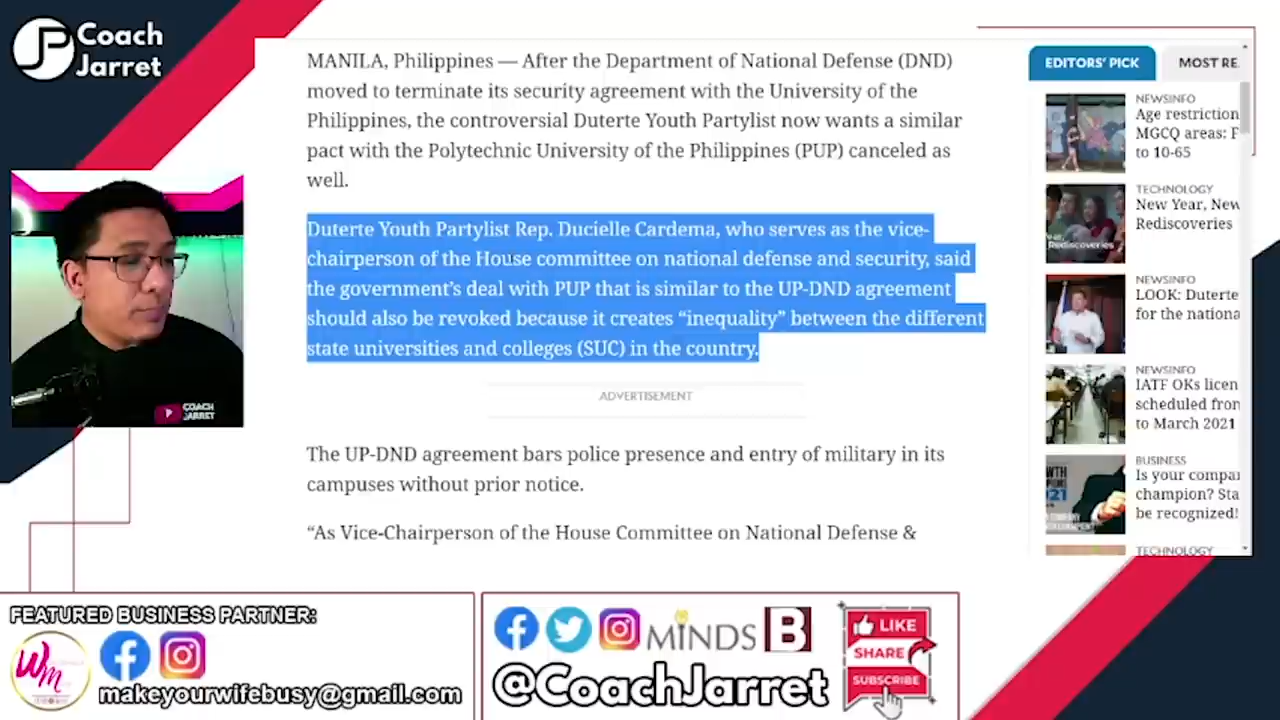 Coach
Jarret
MANILA, Philippines — After the Department of National Defense (DND)
moved to terminate its security agreement with the University of the
Philippines, the controversial Duterte Youth Partylist now wants a similar
pact with the Polytechnic University of the Philippines (PUP) canceled as
well.
Duterte Youth Partylist Rep. Ducielle Cardema, who serves as the vice-
chairperson of the House committee on national defense and security, said
the government’s deal with PUP that is similar to the UP-DND agreement
should also be revoked because it creates “inequality” between the different
state universities and colleges (SUC) in the country.
ADVERTISEMENT
The UP-DND agreement bars police presence and entry of military in its
campuses without prior notice.
“As Vice-Chairperson of the House Committee on National Defense &
EDITORS’ PICK
MOST RE
NEWSINFO
Age restriction
MGCQ areas: F
to 10-65
TECHNOLOGY
New Year, New
Rediscoveries
Rediscoveries
NEWSINFO
LOOK: Duterte
for the nationa
NEWSINFO
IATF OKs licen
scheduled fron
to March 2021
BUSINESS
Is your compa
champion? Sta
be recognized!
TECHNOLOGY
COACH
JARRET
FEATURED BUSINESS PARTNER:
Wm
makeyourwifebusy@gmail.com
MINDS
B
@CoachJarret
LIKE
SHARE
SUBSCRIBE